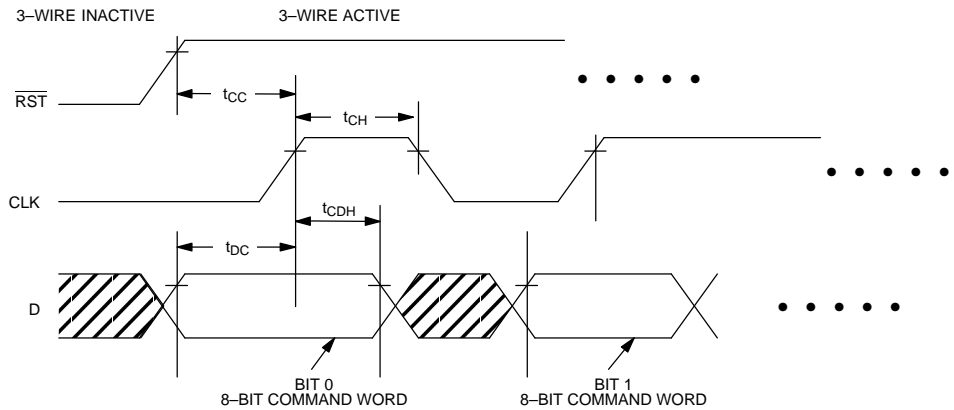 3–WIRE INACTIVE
3–WIRE ACTIVE
RST
tCC
tCH
CLK
tCDH
tDC
D
BIT 0
8–BIT COMMAND WORD
BIT 1
8–BIT COMMAND WORD